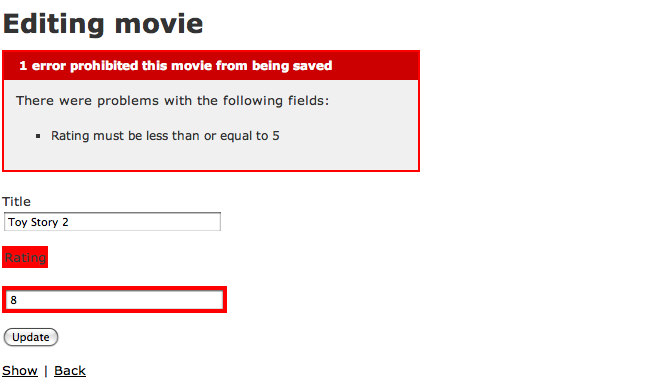 Editing movie
1 error prohibited this movie from being saved
There were problems with the following fields:
Rating must be less than or equal to 5
Title
Toy Story 2
Rating
8
Update
Show | Back